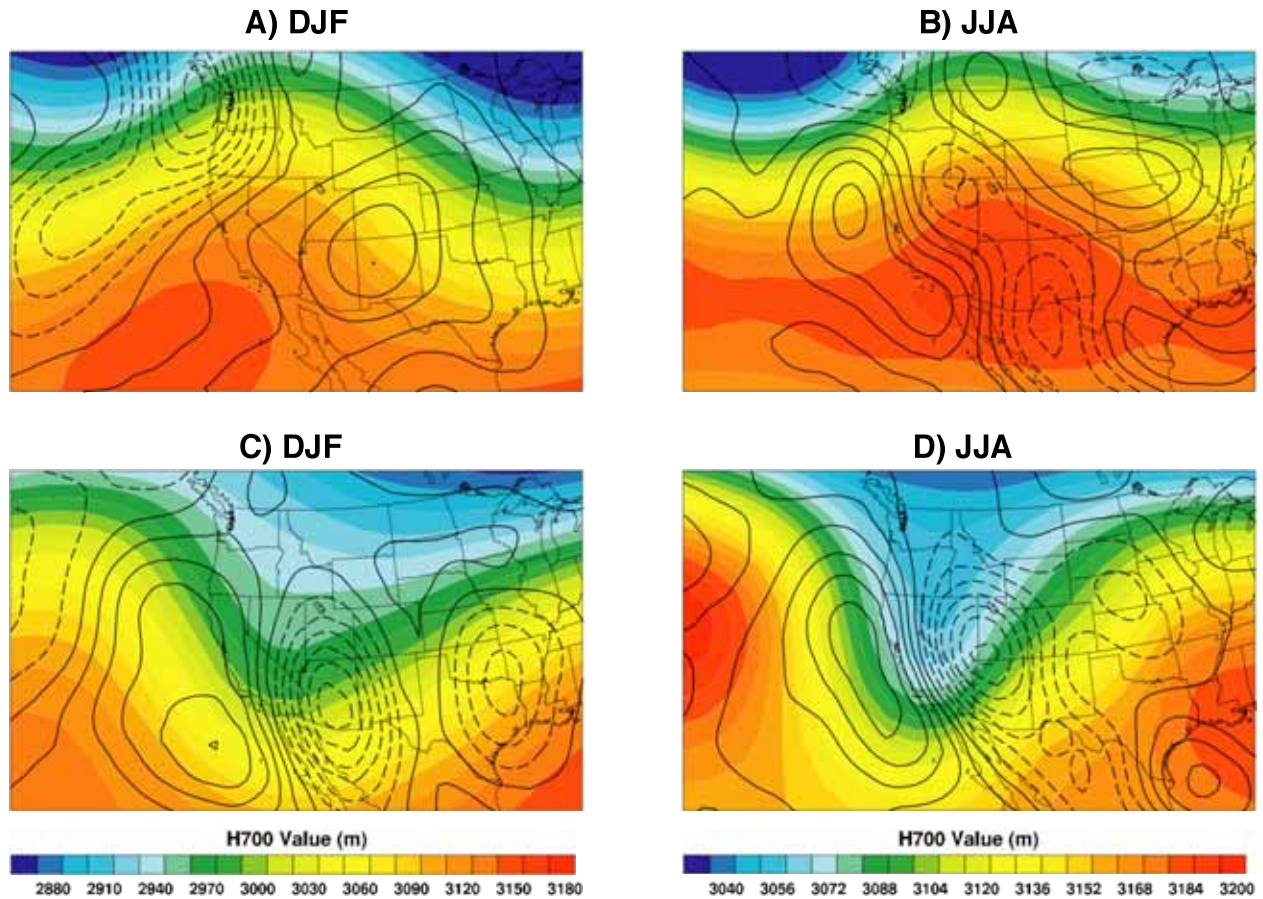 A) DJF
B) JJA
C) DJF
D) JJA
H700 Value (m)
2880 2910 2940 2970 3000 3030 3060 3090 3120 3150 3180
H700 Value (m)
3040 3056 3072 3088 3104 3120 3136 3152 3168 3184 3200